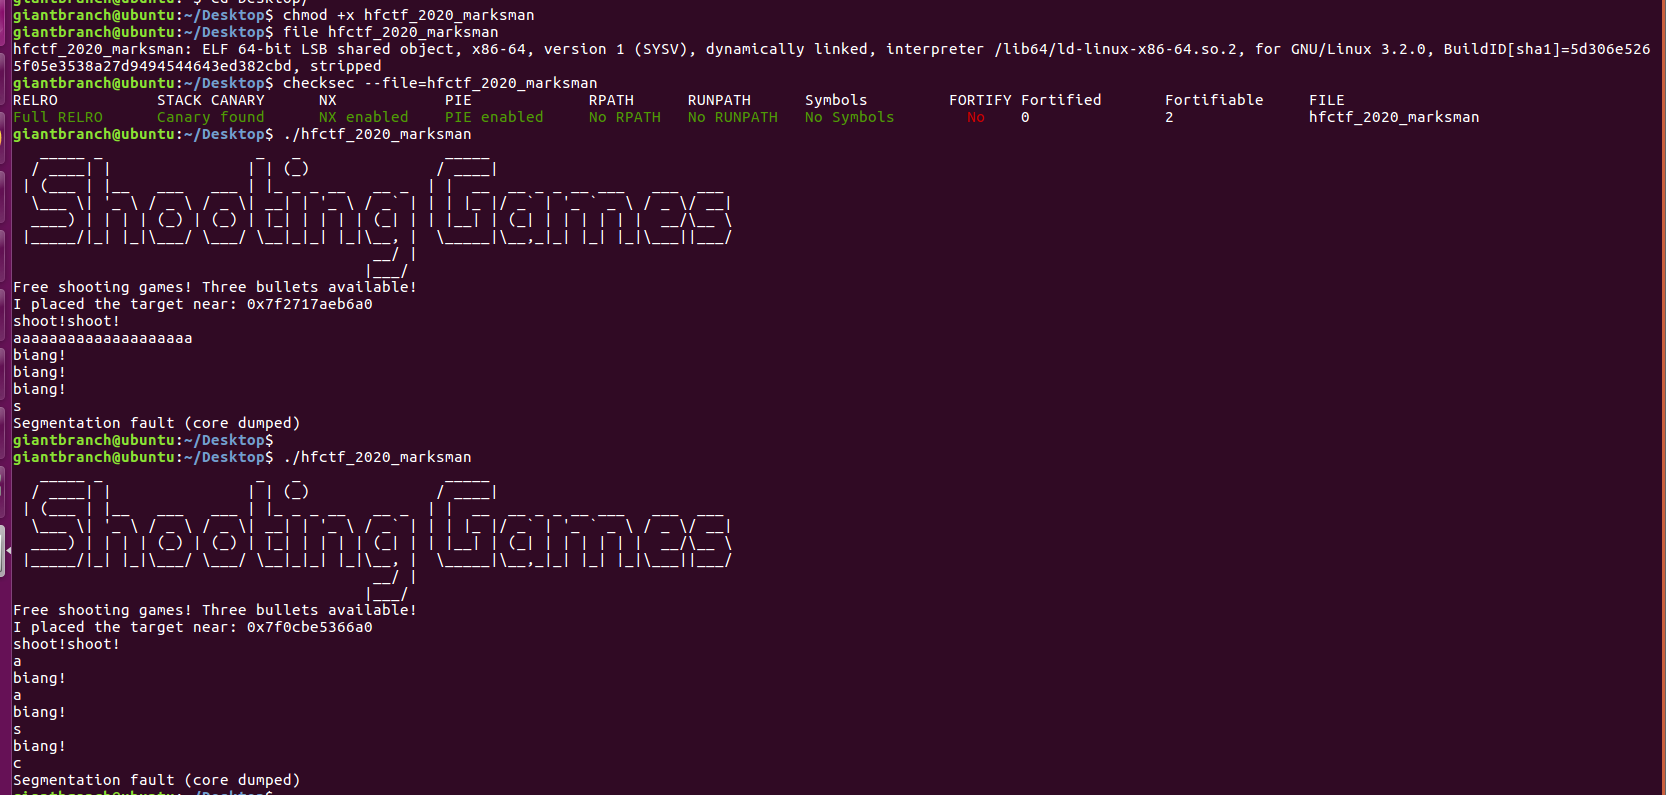 $ cd Desktop/
giantbranch@ubuntu:~/Desktop$ chmod +x hfctf_2020_marksman
giantbranch@ubuntu:~/Desktop$ file hfctf_2020_marksman
hfctf_2020_marksman: ELF 64-bit LSB shared object, x86-64, version 1 (SYSV), dynamically linked, interpreter /lib64/ld-linux-x86-64.so.2, for GNU/Linux 3.2.0, BuildID[sha1]=5d306e526
5f05e3538a27d9494544643ed382cbd, stripped
giantbranch@ubuntu:~/Desktop$ checksec --file=hfctf_2020_marksman
RELRO STACK CANARY NX PIE RPATH RUNPATH Symbols FORTIFY Fortified Fortifiable FILE
Full RELRO Canary found NX enabled PIE enabled No RPATH No RUNPATH No Symbols No 0 2 hfctf_2020_marksman
giantbranch@ubuntu:~/Desktop$ ./hfctf_2020_marksman
Shooting Games
Free shooting games! Three bullets available!
I placed the target near: 0x7f2717aeb6a0
shoot!shoot!
aaaaaaaaaaaaaaaaaaaa
biang!
biang!
biang!
s
Segmentation fault (core dumped)
giantbranch@ubuntu:~/Desktop$
giantbranch@ubuntu:~/Desktop$ ./hfctf_2020_marksman
Shooting Games
Free shooting games! Three bullets available!
I placed the target near: 0x7f0cbe5366a0
shoot!shoot!
a
biang!
a
biang!
s
biang!
c
Segmentation fault (core dumped)
giantbranch@ubuntu:~/Desktop$